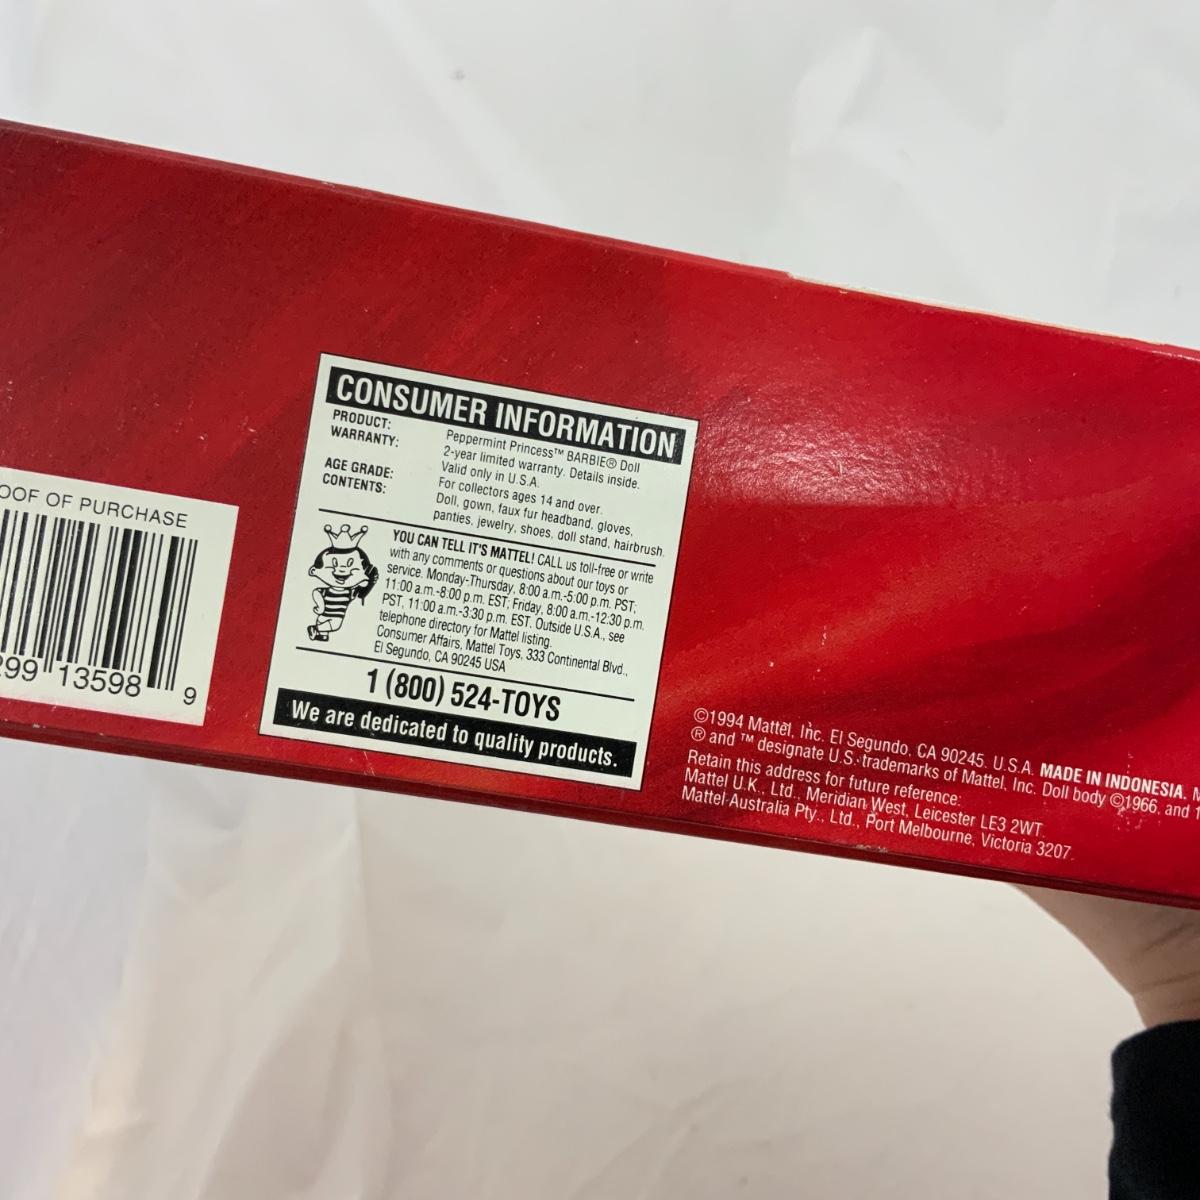 OOF OF PURCHASE
299 13598 9
CONSUMER INFORMATION
PRODUCT: Peppermint Princess™ BARBIE® Doll
WARRANTY: 2-year limited warranty. Details inside.
Valid only in U.S.A.
AGE GRADE: For collectors ages 14 and over.
CONTENTS: Doll, gown, faux fur headband, gloves,
panties, jewelry, shoes, doll stand, hairbrush.
YOU CAN TELL IT'S MATTEL! CALL us toll-free or write
with any comments or questions about our toys or
service. Monday-Thursday, 8:00 a.m.-5:00 p.m. PST;
11:00 a.m.-8:00 p.m. EST; Friday, 8:00 a.m.-12:30 p.m.
PST, 11:00 a.m.-3:30 p.m. EST. Outside U.S.A., see
telephone directory for Mattel listing.
Consumer Affairs, Mattel Toys, 333 Continental Blvd.,
El Segundo, CA 90245 USA
1 (800) 524-TOYS
We are dedicated to quality products.
©1994 Mattel, Inc. El Segundo, CA 90245. U.S.A. MADE IN INDONESIA.
® and ™ designate U.S. trademarks of Mattel, Inc. Doll body ©1966, and
Retain this address for future reference:
Mattel U.K., Ltd., Meridian West, Leicester LE3 2WT.
Mattel Australia Pty., Ltd., Port Melbourne, Victoria 3207.